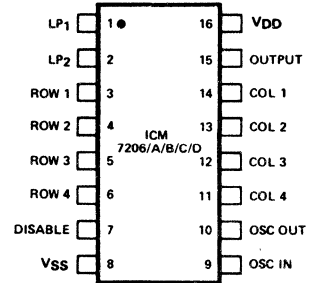 LP1 1 16 VDD
LP2 2 15 OUTPUT
ROW 1 3 14 COL 1
ROW 2 4 13 COL 2
ICM
7206/A/B/C/D
ROW 3 5 12 COL 3
ROW 4 6 11 COL 4
DISABLE 7 10 OSC OUT
VSS 8 9 OSC IN